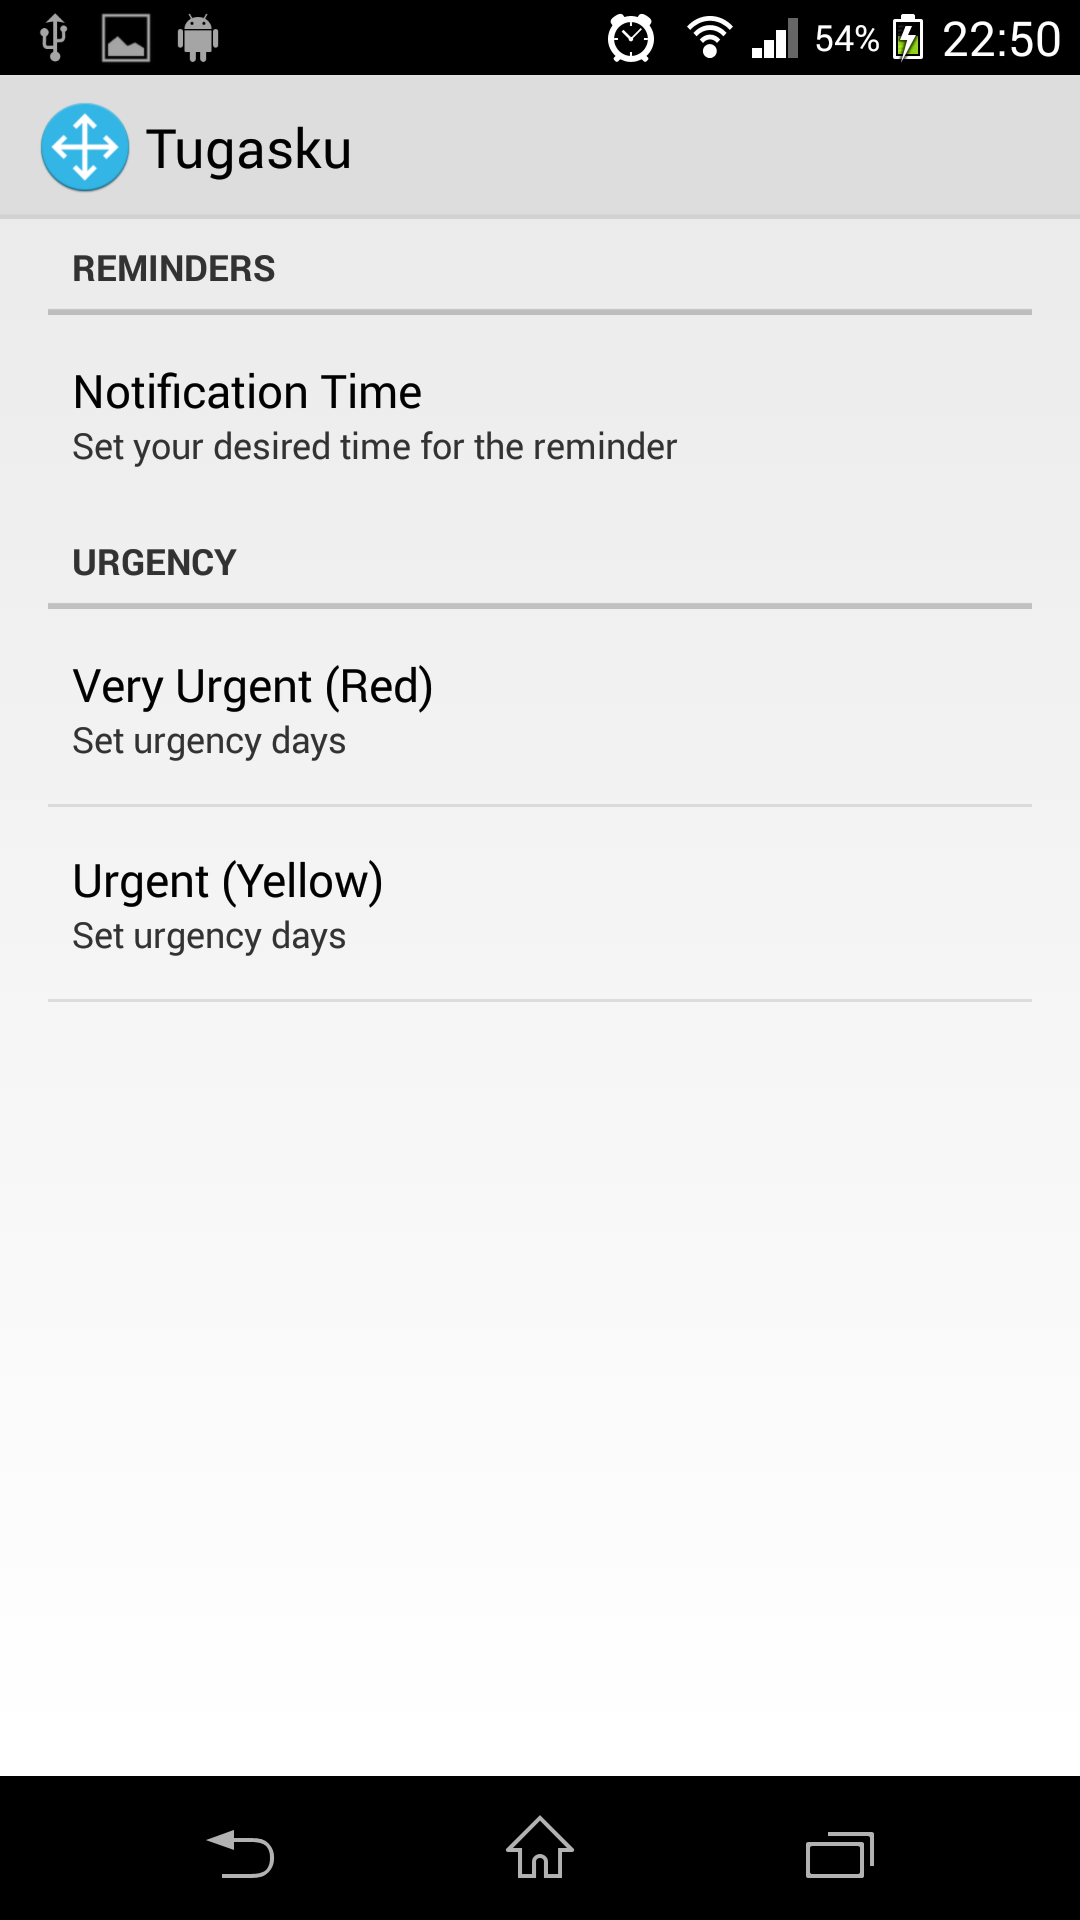 54% 22:50
Tugasku
REMINDERS
Notification Time
Set your desired time for the reminder
URGENCY
Very Urgent (Red)
Set urgency days
Urgent (Yellow)
Set urgency days